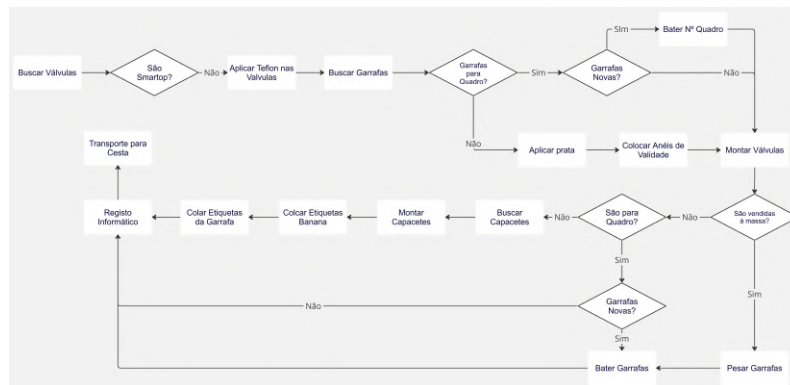 SIm
Bater Nº Quadro
Buscar Válvulas
São
Smartop?
Não
Aplicar Teflon nas
Valvulas
Buscar Garrafas
Garrafas
para
Quadro?
Sim
Garrafas
Novas?
Não
Não
Aplicar prata
Colocar Anéis de
Validade
Montar Válvulas
Transporte para
Cesta
Registo
Informático
Colar Etiquetas
da Garrafa
Colcar Etiquetas
Banana
Montar
Capacetes
Buscar
Capacetes
Não
São para
Quadro?
Não
São vendidas
à massa?
Sim
Sim
Não
Garrafas
Novas?
Sim
Bater Garrafas
Pesar Garrafas